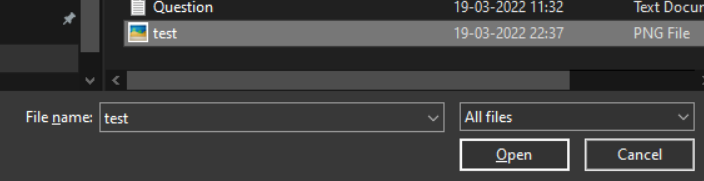 Question 19-03-2022 11:32 Text Docur
test 19-03-2022 22:37 PNG File
File name: test All files
Open Cancel